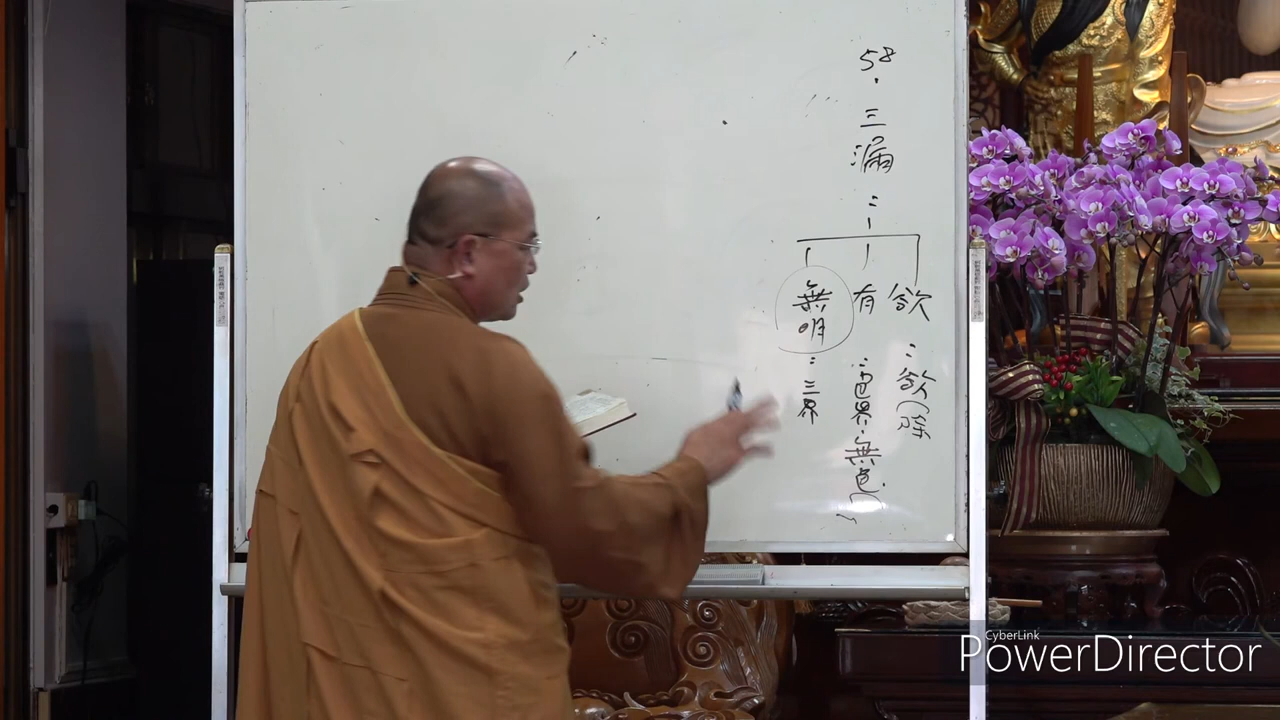 58.三漏：
欲：欲(除
有：色界.無色(
無明：三界
CyberLink
PowerDirector